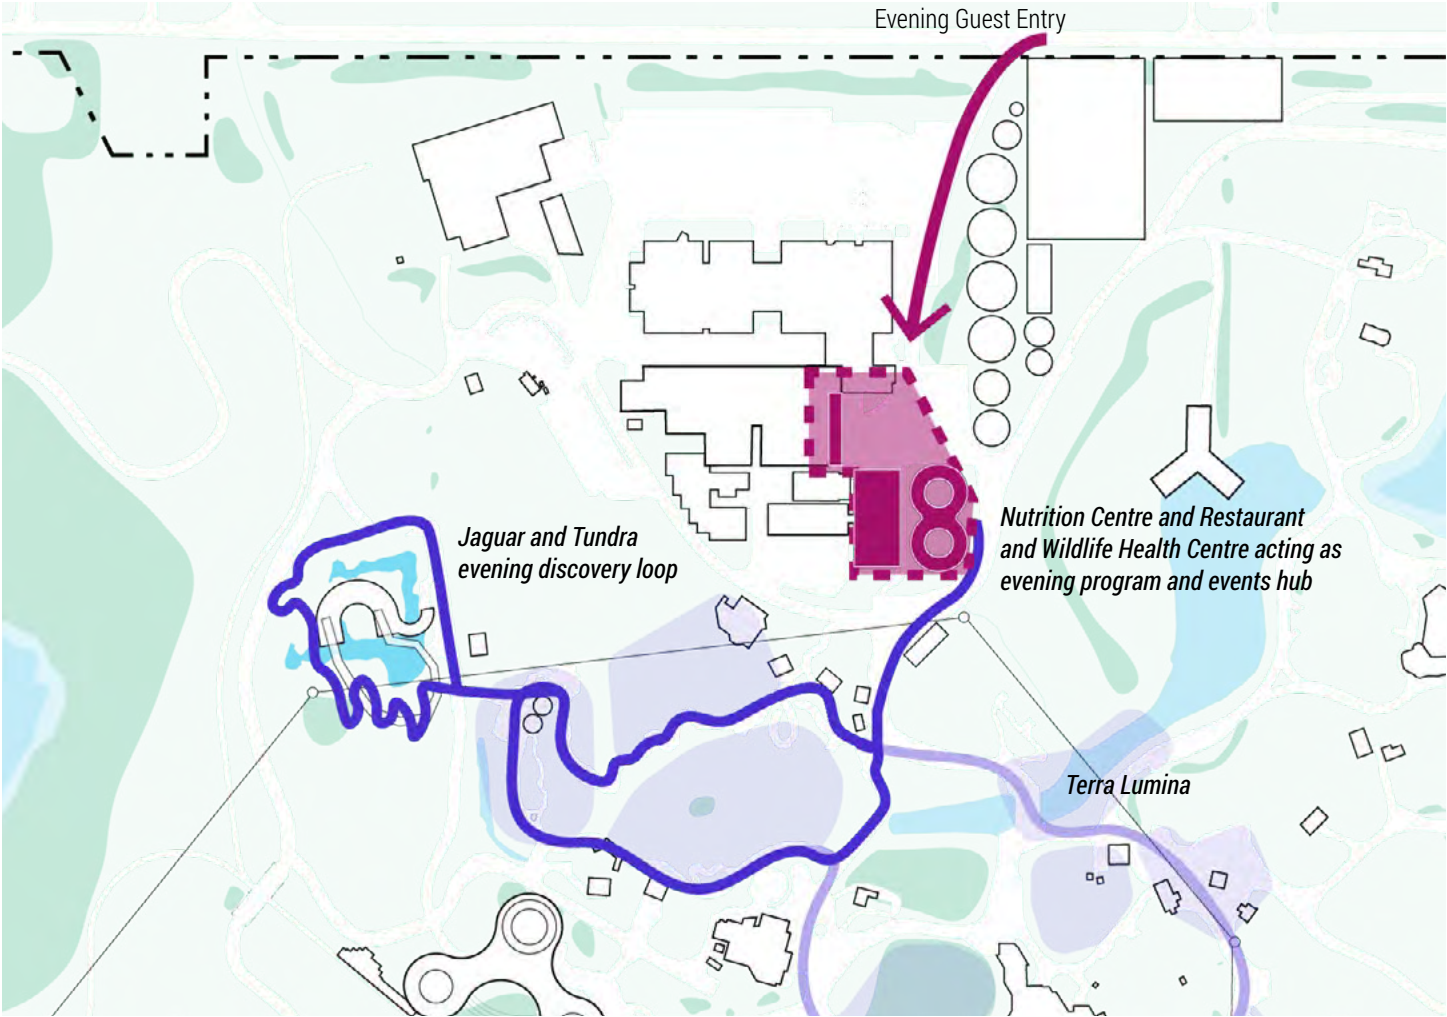 Evening Guest Entry
Jaguar and Tundra
evening discovery loop
Nutrition Centre and Restaurant
and Wildlife Health Centre acting as
evening program and events hub
Terra Lumina